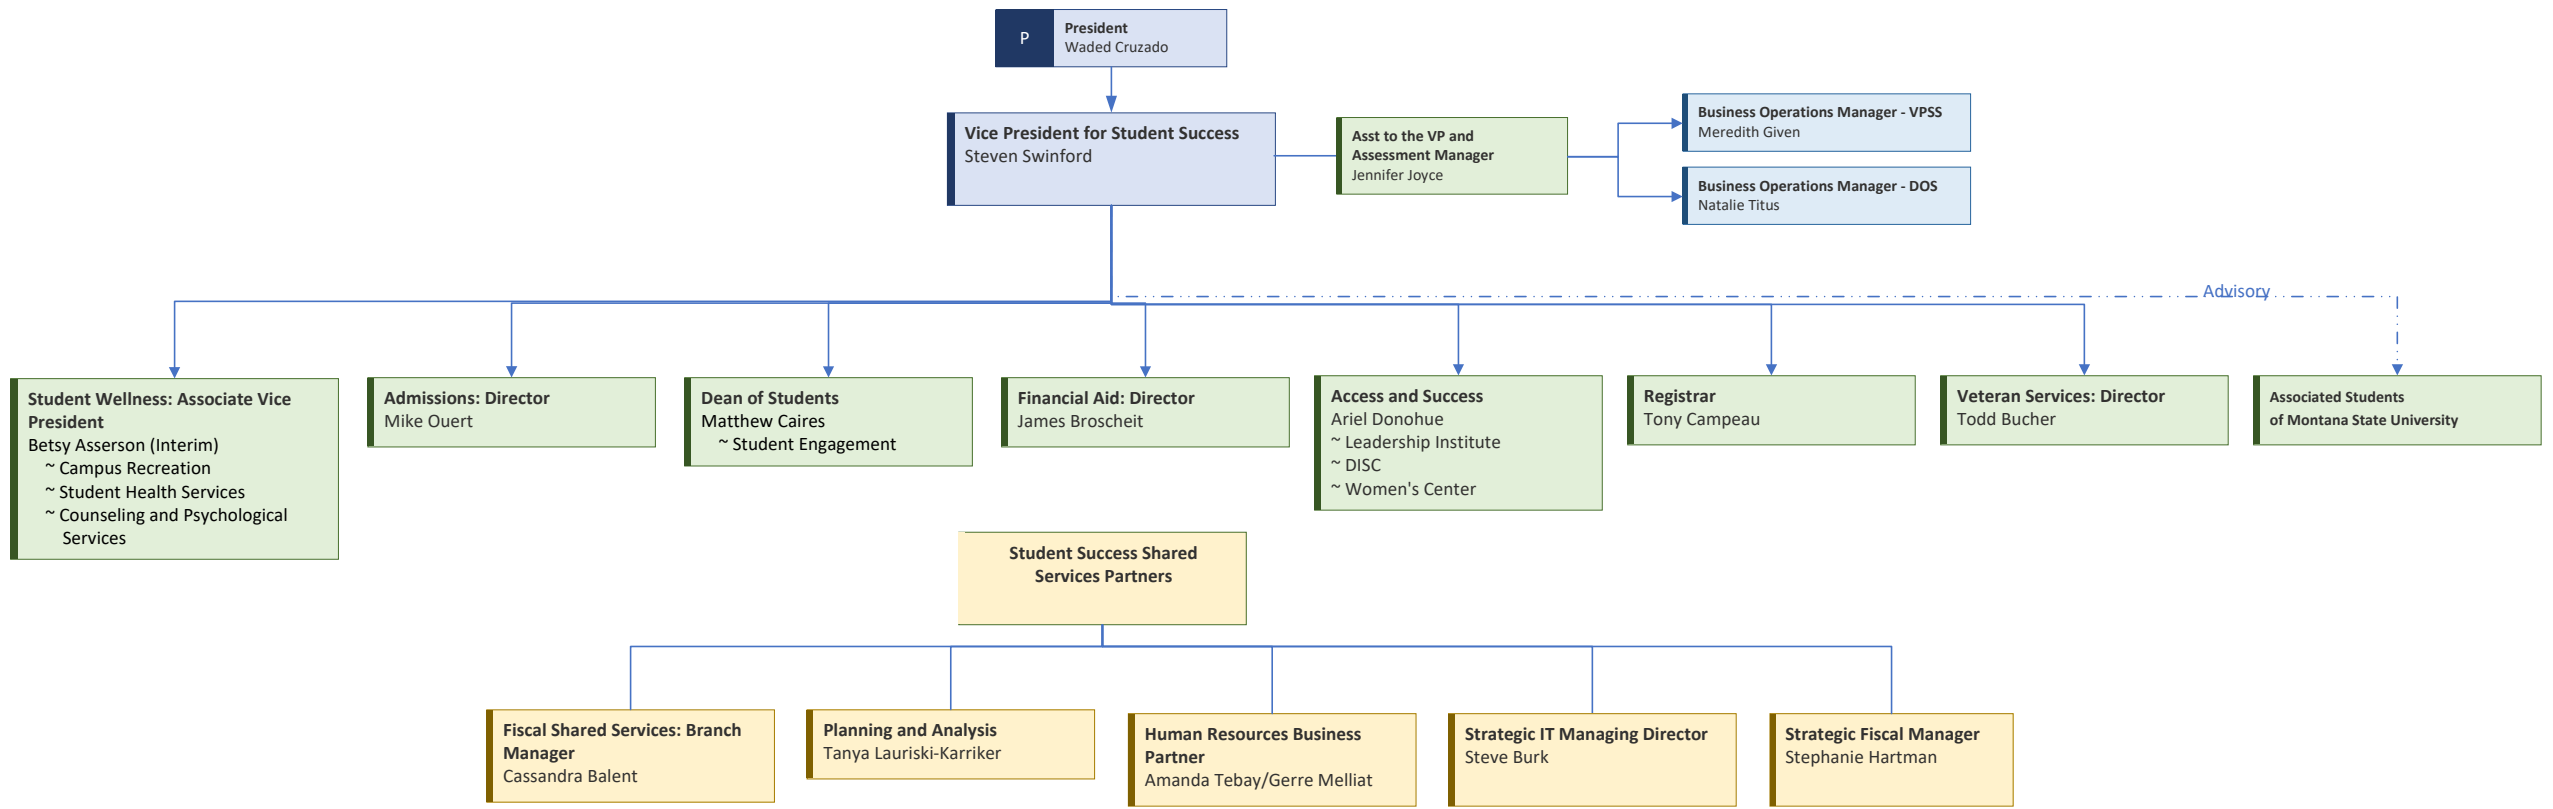 P
President
Waded Cruzado
Vice President for Student Success
Steven Swinford
Asst to the VP and
Assessment Manager
Jennifer Joyce
Business Operations Manager - VPSS
Meredith Given
Business Operations Manager - DOS
Natalie Titus
Advisory
Student Wellness: Associate Vice
President
Betsy Asserson (Interim)
~ Campus Recreation
~ Student Health Services
~ Counseling and Psychological
Services
Admissions: Director
Mike Ouert
Dean of Students
Matthew Caires
~ Student Engagement
Financial Aid: Director
James Broscheit
Access and Success
Ariel Donohue
~ Leadership Institute
~ DISC
~ Women's Center
Registrar
Tony Campeau
Veteran Services: Director
Todd Bucher
Associated Students
of Montana State University
Student Success Shared
Services Partners
Fiscal Shared Services: Branch
Manager
Cassandra Balent
Planning and Analysis
Tanya Lauriski-Karriker
Human Resources Business
Partner
Amanda Tebay/Gerre Melliat
Strategic IT Managing Director
Steve Burk
Strategic Fiscal Manager
Stephanie Hartman